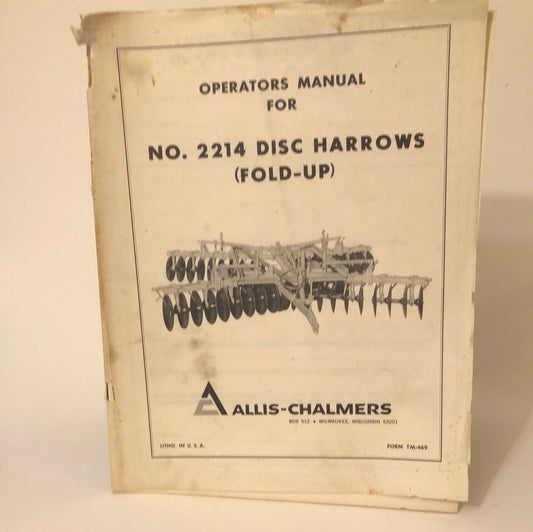 OPERATORS MANUAL
FOR
NO. 2214 DISC HARROWS
(FOLD-UP)
ALLIS-CHALMERS
BOX 512 • MILWAUKEE, WISCONSIN 53201
LITHO. IN U.S.A.
FORM TM-469